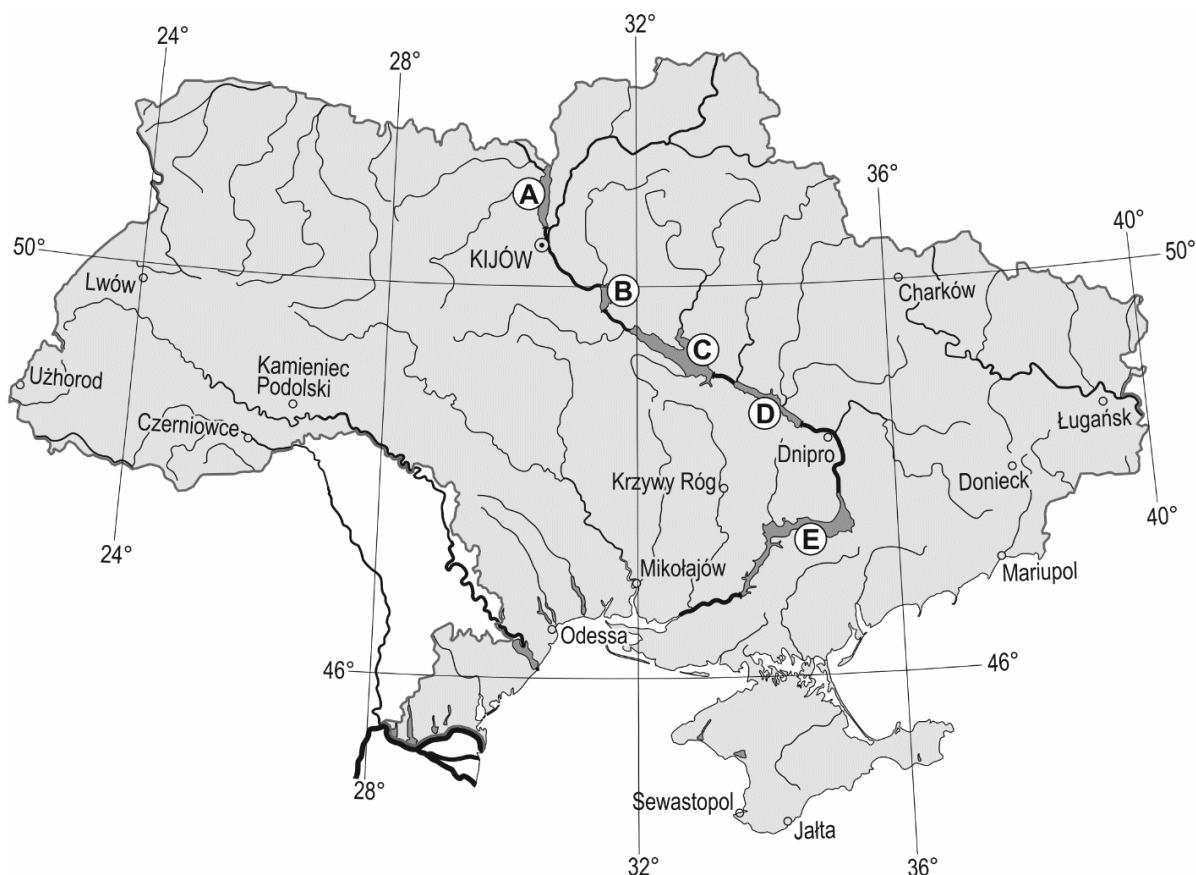 24°
28°
32°
36°
40°
50°
50°
A
KIJÓW
B
Lwów
Charków
C
Użhorod
Kamieniec
Podolski
D
Ługańsk
Czerniowce
Dnipro
Krzywy Róg
Donieck
40°
24°
E
Mikołajów
Mariupol
Odessa
46°
46°
28°
Sewastopol
Jałta
32°
36°